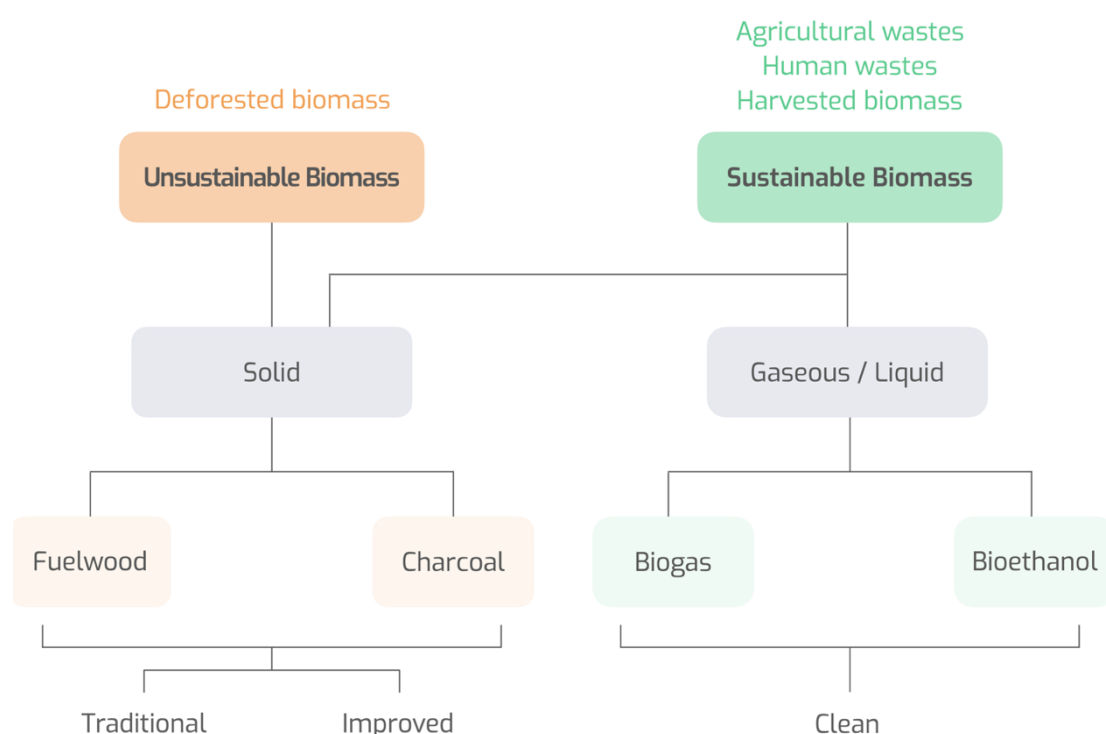 Agricultural wastes
Human wastes
Deforested biomass
Harvested biomass
Unsustainable Biomass
Sustainable Biomass
Solid
Gaseous / Liquid
Fuelwood
Charcoal
Biogas
Bioethanol
Traditional
Improved
Clean